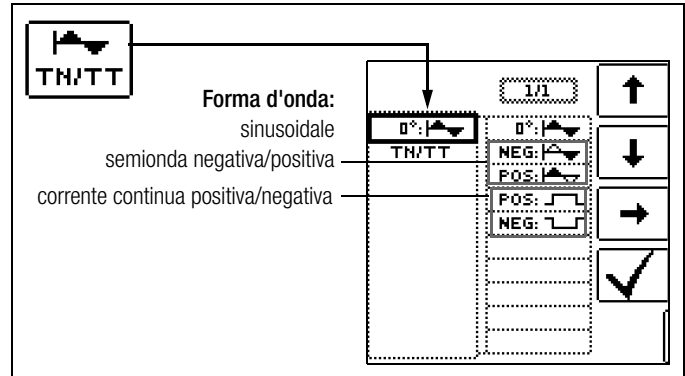 TN/TT
Forma d'onda:
sinusoidale
semionda negativa/positiva
corrente continua positiva/negativa
1/1
0°:
TN/TT
0°:
NEG:
POS:
POS:
NEG: